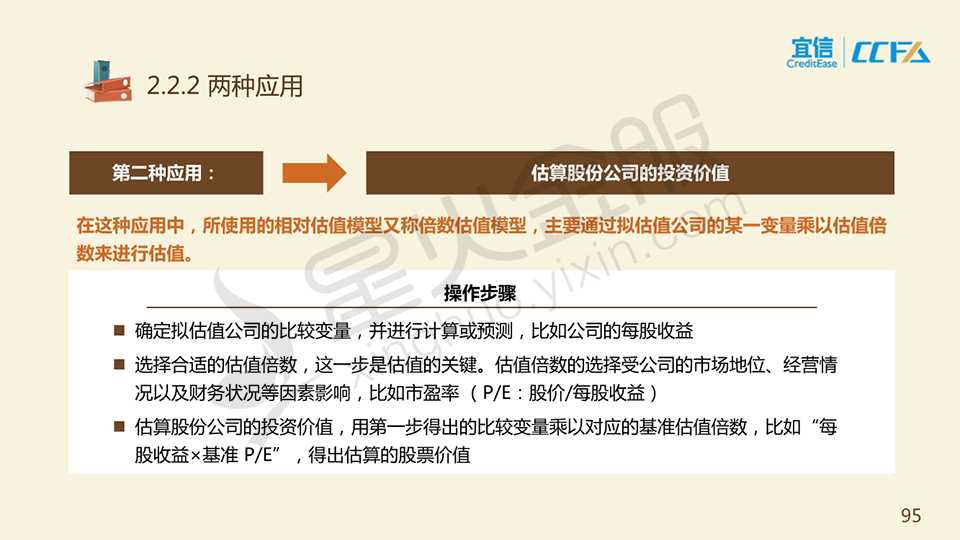 宜信
CreditEase
CCFA
2.2.2 两种应用
第二种应用：
估算股份公司的投资价值
在这种应用中，所使用的相对估值模型又称倍数估值模型，主要通过拟估值公司的某一变量乘以估值倍
数来进行估值。
操作步骤
■ 确定拟估值公司的比较变量，并进行计算或预测，比如公司的每股收益
■ 选择合适的估值倍数，这一步是估值的关键。估值倍数的选择受公司的市场地位、经营情
况以及财务状况等因素影响，比如市盈率（P/E：股价/每股收益）
■ 估算股份公司的投资价值，用第一步得出的比较变量乘以对应的基准估值倍数，比如“每
股收益×基准 P/E”，得出估算的股票价值
星火金服
xinghuo.yixin.com
95